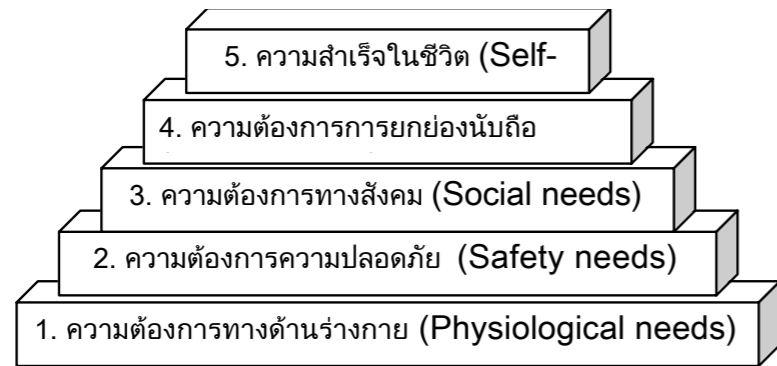 5. ความสำเร็จในชีวิต (Self-
4. ความต้องการการยกย่องนับถือ
3. ความต้องการทางสังคม (Social needs)
2. ความต้องการความปลอดภัย (Safety needs)
1. ความต้องการทางด้านร่างกาย (Physiological needs)